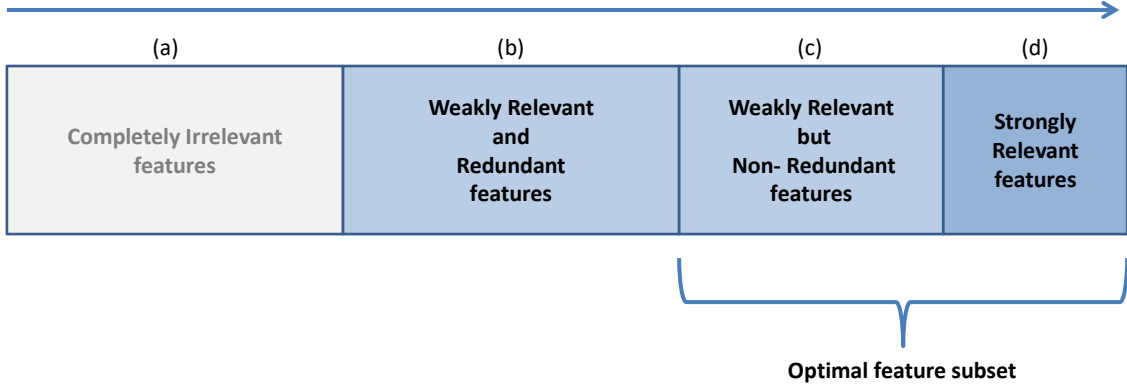 (a)
(b)
(c)
(d)
Completely Irrelevant
features
Weakly Relevant
and
Redundant
features
Weakly Relevant
but
Non- Redundant
features
Strongly
Relevant
features
Optimal feature subset